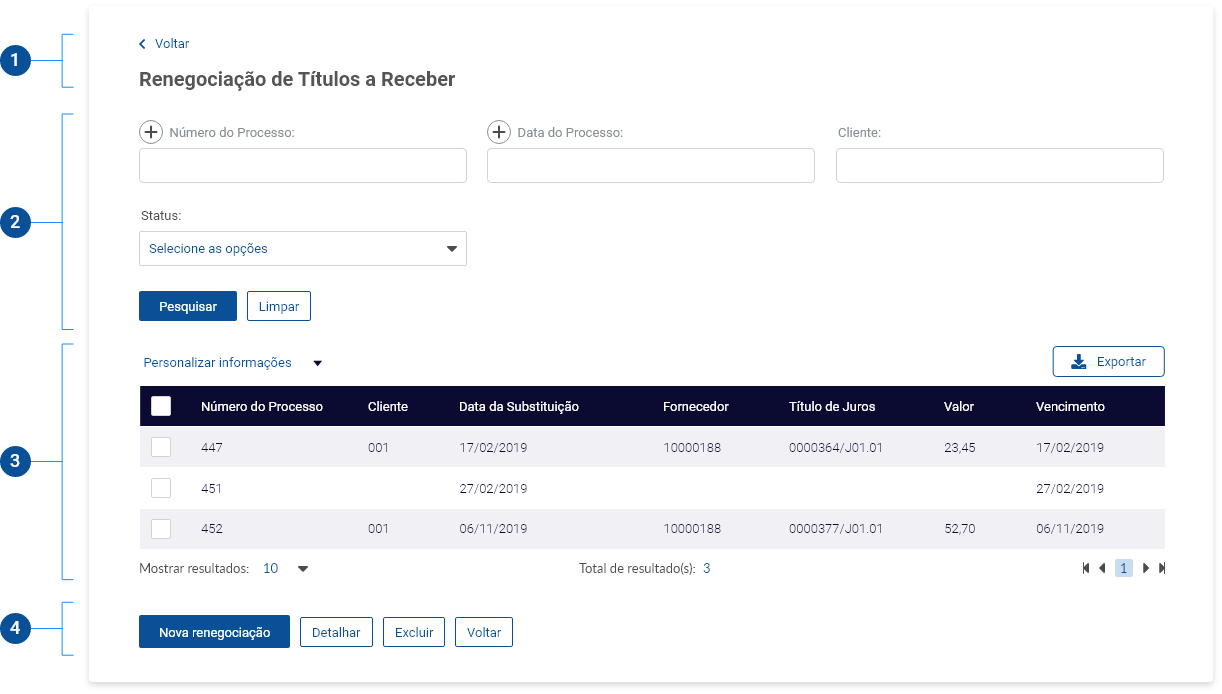 Voltar
1
Renegociação de Títulos a Receber
Número do Processo: Data do Processo: Cliente:
2
Status:
Selecione as opções
Pesquisar Limpar
Personalizar informações Exportar
Número do Processo Cliente Data da Substituição Fornecedor Título de Juros Valor Vencimento
447 001 17/02/2019 10000188 0000364/J01.01 23,45 17/02/2019
3
451 27/02/2019 27/02/2019
452 001 06/11/2019 10000188 0000377/J01.01 52,70 06/11/2019
Mostrar resultados: 10 Total de resultado(s): 3 1
4
Nova renegociação Detalhar Excluir Voltar